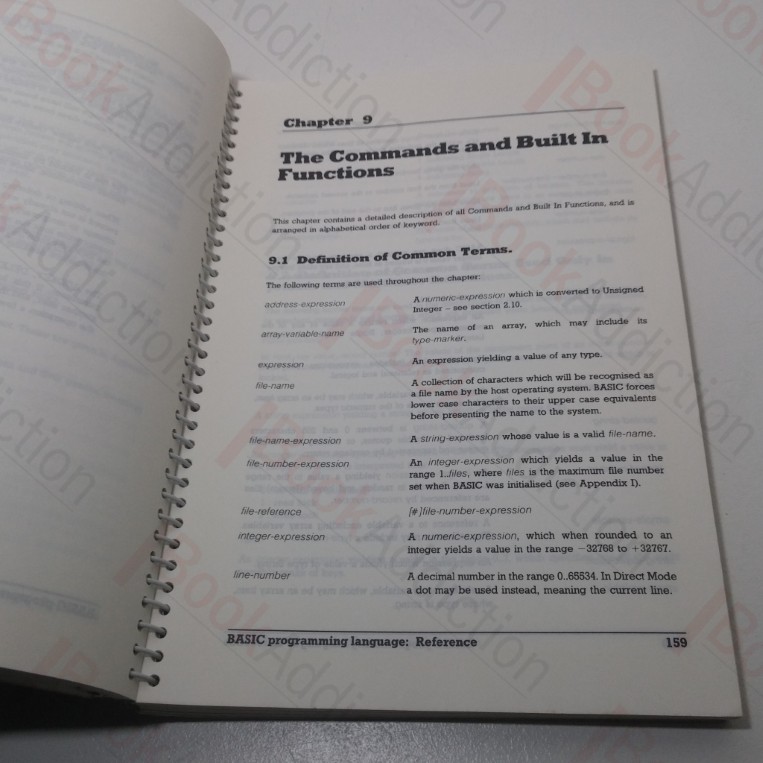 Chapter 9
The Commands and Built In
Functions
This chapter contains a detailed description of all Commands and Built In Functions, and is
arranged in alphabetical order of keyword.
9.1 Definition of Common Terms.
The following terms are used throughout the chapter:
address-expression A numeric-expression which is converted to Unsigned
Integer – see section 2.10.
array-variable-name The name of an array, which may include its
type-marker.
expression An expression yielding a value of any type.
file-name A collection of characters which will be recognised as
a file name by the host operating system. BASIC forces
lower case characters to their upper case equivalents
before presenting the name to the system.
file-name-expression A string-expression whose value is a valid file-name.
file-number-expression An integer-expression which yields a value in the
range 1..files, where files is the maximum file number
set when BASIC was initialised (see Appendix I).
file-reference [#]file-number-expression
integer-expression A numeric-expression, which when rounded to an
integer yields a value in the range −32768 to +32767.
line-number A decimal number in the range 0..65534. In Direct Mode
a dot may be used instead, meaning the current line.
BASIC programming language: Reference 159
BookAddiction